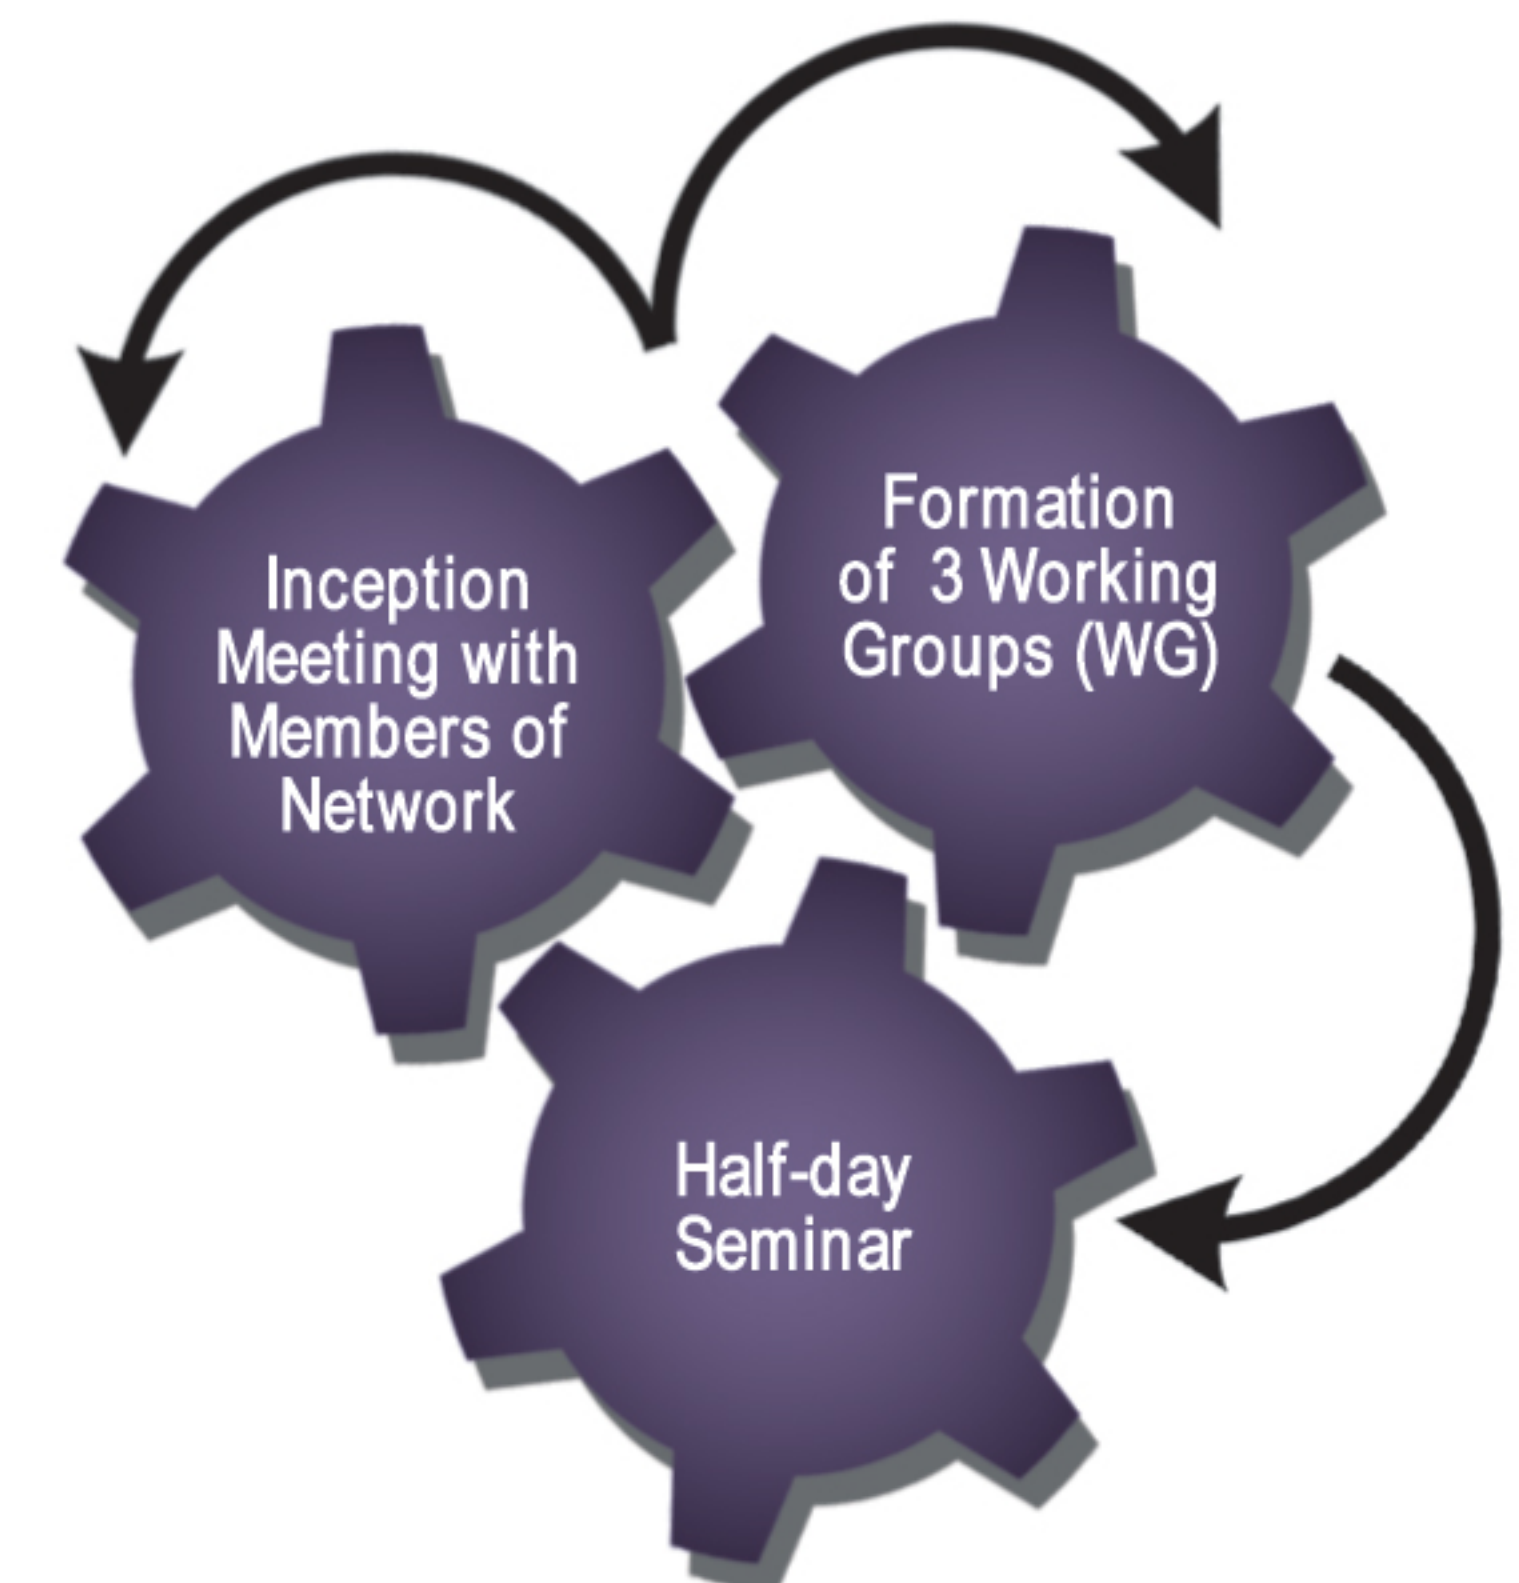 Inception
Meeting with
Members of
Network
Formation
of 3 Working
Groups (WG)
Half-day
Seminar